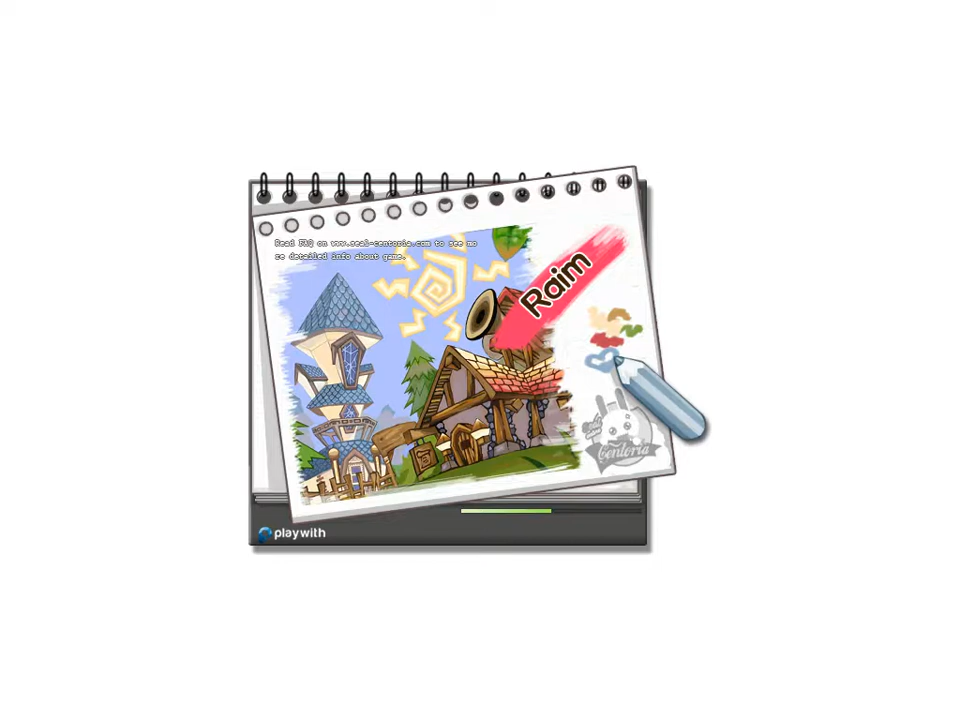 Read FAQ on www.seal-centoria.com to see mo
re detailed info about game.
Raim
Centoria
playwith